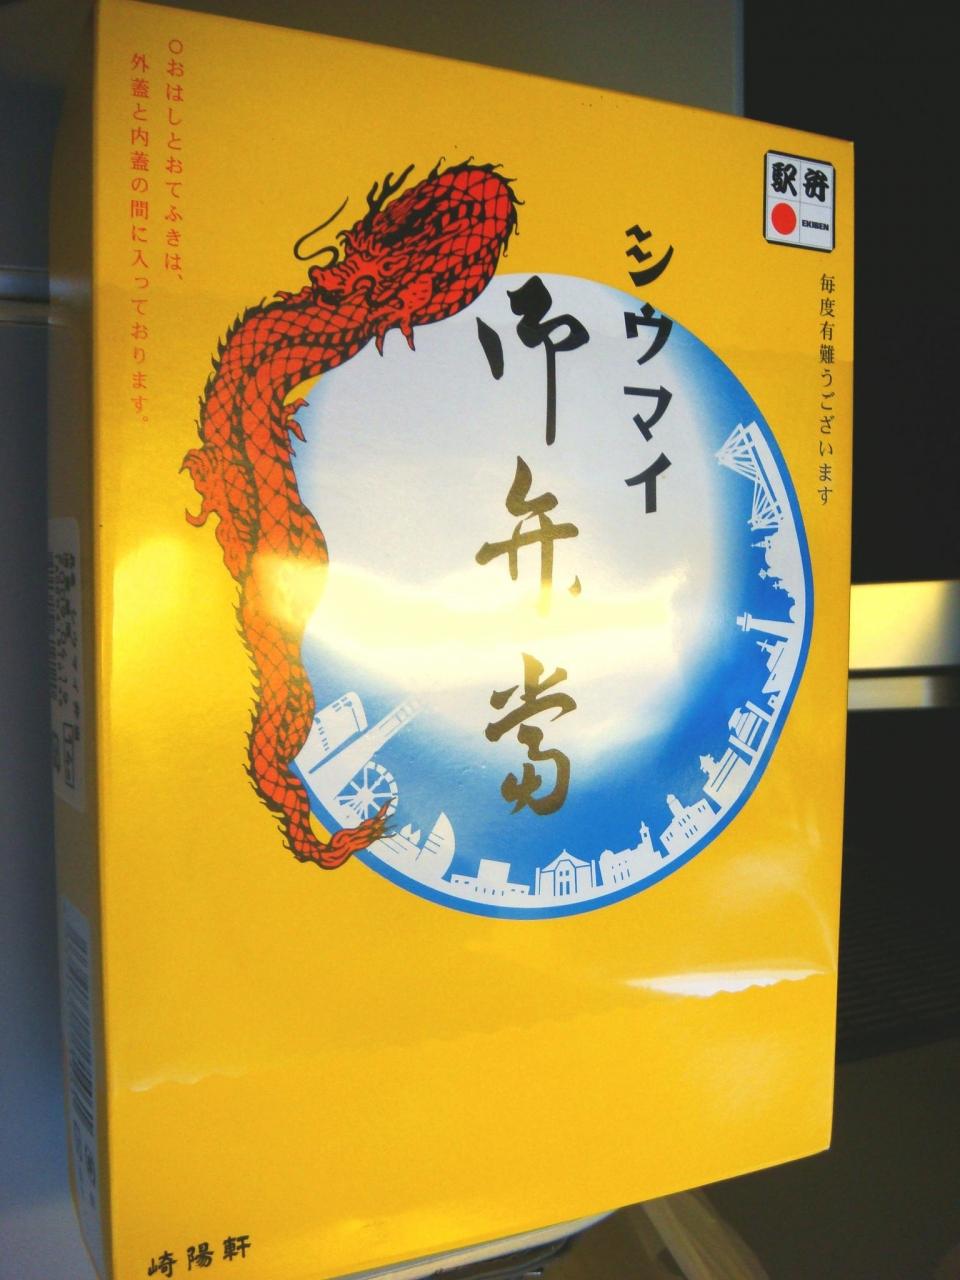 駅弁
EKIBEN
毎度有難うございます
シウマイ
御弁当
○おはしとおてふきは、
外蓋と内蓋の間に入っております。
崎陽軒